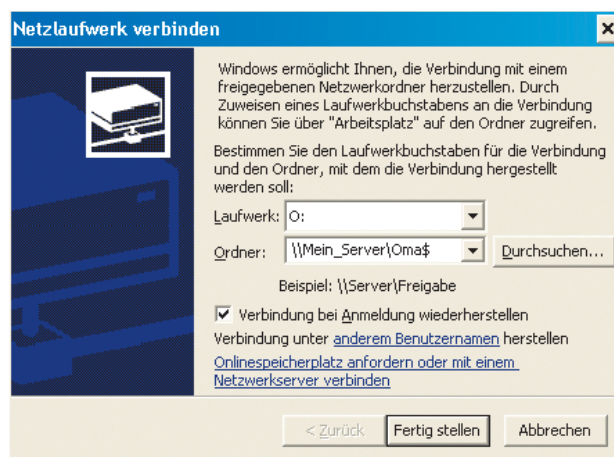 Netzlaufwerk verbinden
Windows ermöglicht Ihnen, die Verbindung mit einem
freigegebenen Netzwerkordner herzustellen. Durch
Zuweisen eines Laufwerkbuchstabens an die Verbindung
können Sie über "Arbeitsplatz" auf den Ordner zugreifen.
Bestimmen Sie den Laufwerkbuchstaben für die Verbindung
und den Ordner, mit dem die Verbindung hergestellt
werden soll:
Laufwerk: O:
Ordner: \\Mein_Server\Oma$ Durchsuchen...
Beispiel: \\Server\Freigabe
Verbindung bei Anmeldung wiederherstellen
Verbindung unter anderem Benutzernamen herstellen
Onlinespeicherplatz anfordern oder mit einem
Netzwerkserver verbinden
< Zurück Fertig stellen Abbrechen